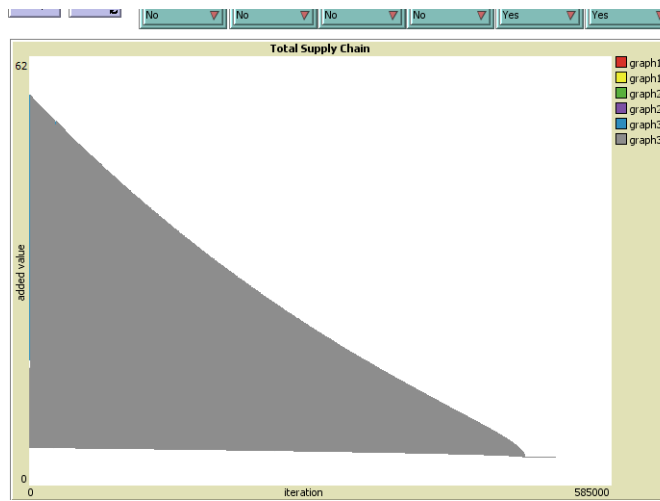 No No No No Yes Yes
Total Supply Chain
62
graph1
graph1
graph2
graph2
graph3
graph3
added value
0
0 iteration 585000